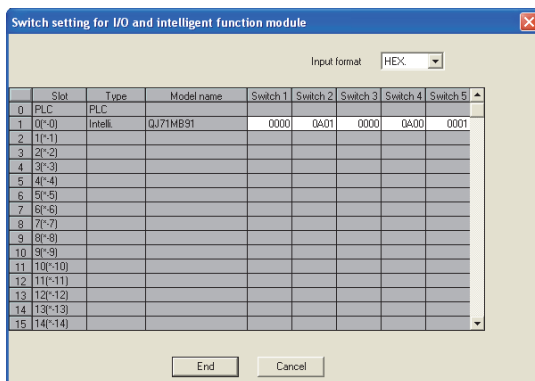 Switch setting for I/O and intelligent function module
Input format HEX.
Slot Type Model name Switch 1 Switch 2 Switch 3 Switch 4 Switch 5
0 PLC PLC
1 0(*-0) Intelli. QJ71MB91 0000 0A01 0000 0A00 0001
2 1(*-1)
3 2(*-2)
4 3(*-3)
5 4(*-4)
6 5(*-5)
7 6(*-6)
8 7(*-7)
9 8(*-8)
10 9(*-9)
11 10(*-10)
12 11(*-11)
13 12(*-12)
14 13(*-13)
15 14(*-14)
End Cancel